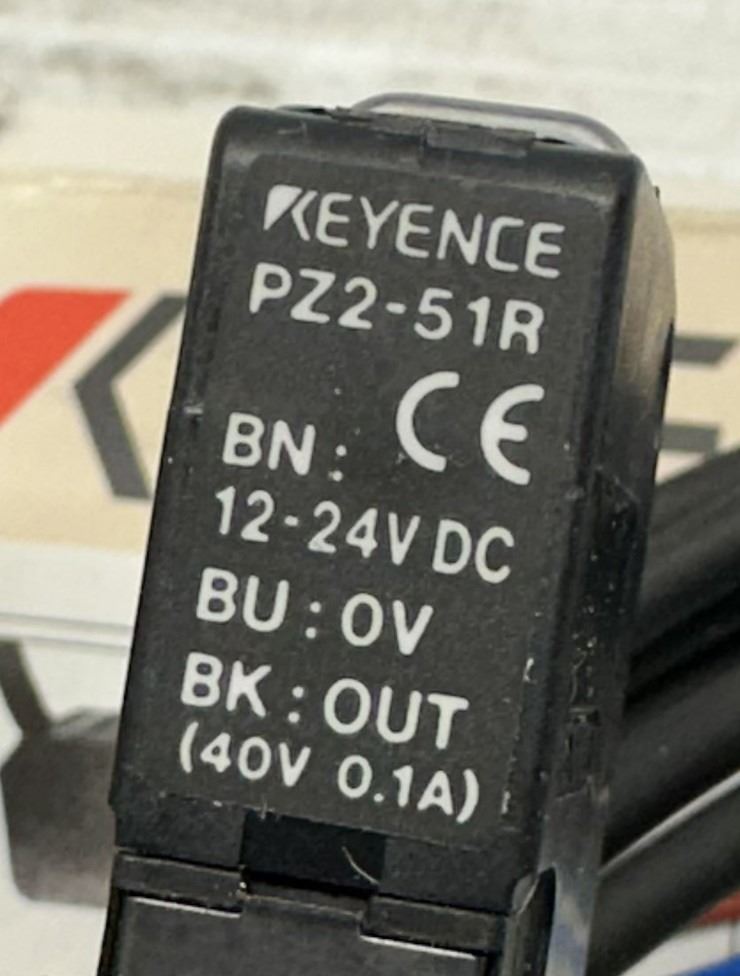 KEYENCE
PZ2-51R
CE
BN:
12-24V DC
BU: 0V
BK: OUT
(40V 0.1A)